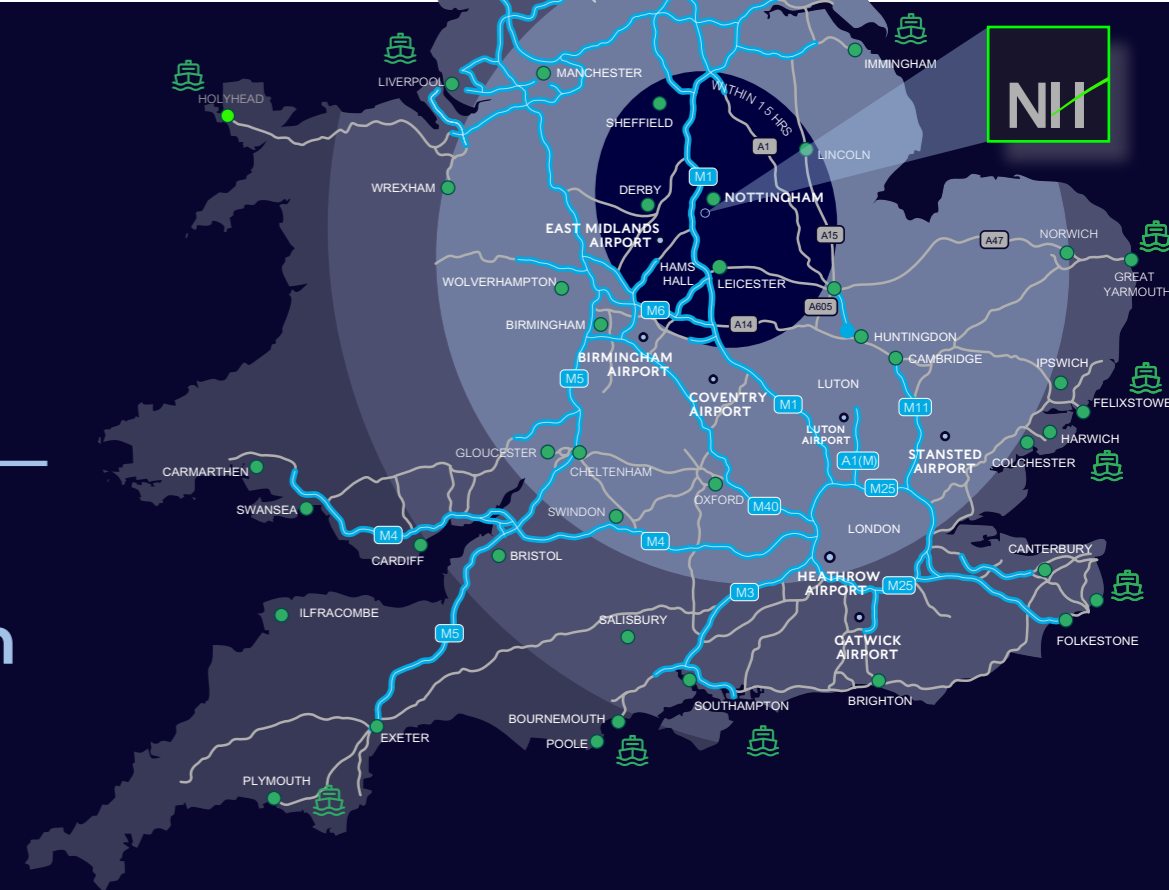 IMMINGHAM
MANCHESTER
LIVERPOOL
HOLYHEAD
WITHIN 1.5 HRS
NH
SHEFFIELD
A1
LINCOLN
M1
WREXHAM
DERBY
NOTTINGHAM
EAST MIDLANDS
AIRPORT
A15
A47
NORWICH
GREAT
YARMOUTH
HAMS
HALL
LEICESTER
WOLVERHAMPTON
M6
A605
A14
BIRMINGHAM
HUNTINGDON
BIRMINGHAM
AIRPORT
CAMBRIDGE
IPSWICH
M5
LUTON
COVENTRY
AIRPORT
M1
M11
FELIXSTOWE
LUTON
AIRPORT
HARWICH
GLOUCESTER
STANSTED
AIRPORT
COLCHESTER
A1(M)
CARMARTHEN
CHELTENHAM
M25
OXFORD
M40
SWANSEA
SWINDON
LONDON
M4
M4
CARDIFF
BRISTOL
CANTERBURY
HEATHROW
AIRPORT
M25
M3
ILFRACOMBE
SALISBURY
M5
GATWICK
AIRPORT
FOLKESTONE
n
BRIGHTON
SOUTHAMPTON
BOURNEMOUTH
EXETER
POOLE
PLYMOUTH